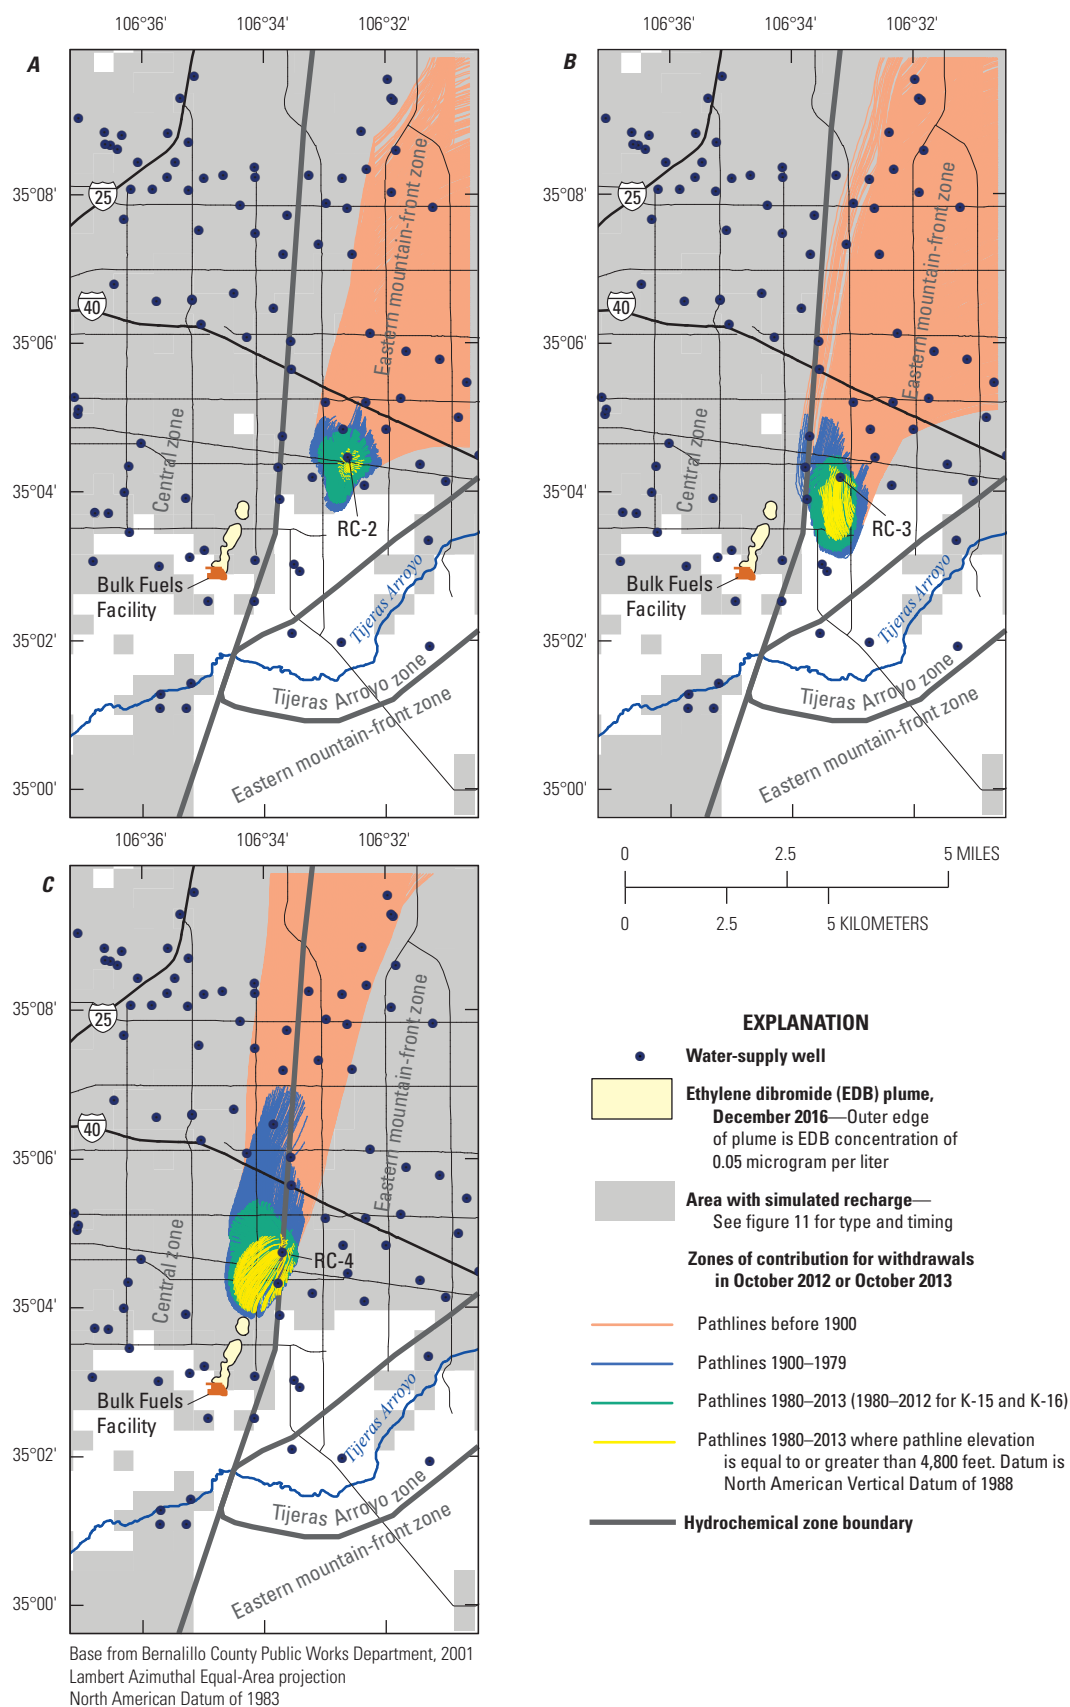 106°36'
106°34'
106°32'
A
35°08'
25
Eastern mountain-front zone
40
35°06'
Central zone
35°04'
RC-2
Bulk Fuels
Facility
Tijeras Arroyo
35°02'
Tijeras Arroyo zone
Eastern mountain-front zone
35°00'
106°36'
106°34'
106°32'
B
35°08'
25
Eastern mountain-front zone
40
35°06'
Central zone
35°04'
RC-3
Bulk Fuels
Facility
Tijeras Arroyo
35°02'
Tijeras Arroyo zone
Eastern mountain-front zone
35°00'
106°36'
106°34'
106°32'
C
35°08'
25
Eastern mountain-front zone
40
35°06'
Central zone
RC-4
35°04'
Bulk Fuels
Facility
Tijeras Arroyo
35°02'
Tijeras Arroyo zone
Eastern mountain-front zone
35°00'
Base from Bernalillo County Public Works Department, 2001
Lambert Azimuthal Equal-Area projection
North American Datum of 1983
0 2.5 5 MILES
0 2.5 5 KILOMETERS
EXPLANATION
Water-supply well
Ethylene dibromide (EDB) plume,
December 2016—Outer edge
of plume is EDB concentration of
0.05 microgram per liter
Area with simulated recharge—
See figure 11 for type and timing
Zones of contribution for withdrawals
in October 2012 or October 2013
Pathlines before 1900
Pathlines 1900–1979
Pathlines 1980–2013 (1980–2012 for K-15 and K-16)
Pathlines 1980–2013 where pathline elevation
is equal to or greater than 4,800 feet. Datum is
North American Vertical Datum of 1988
Hydrochemical zone boundary